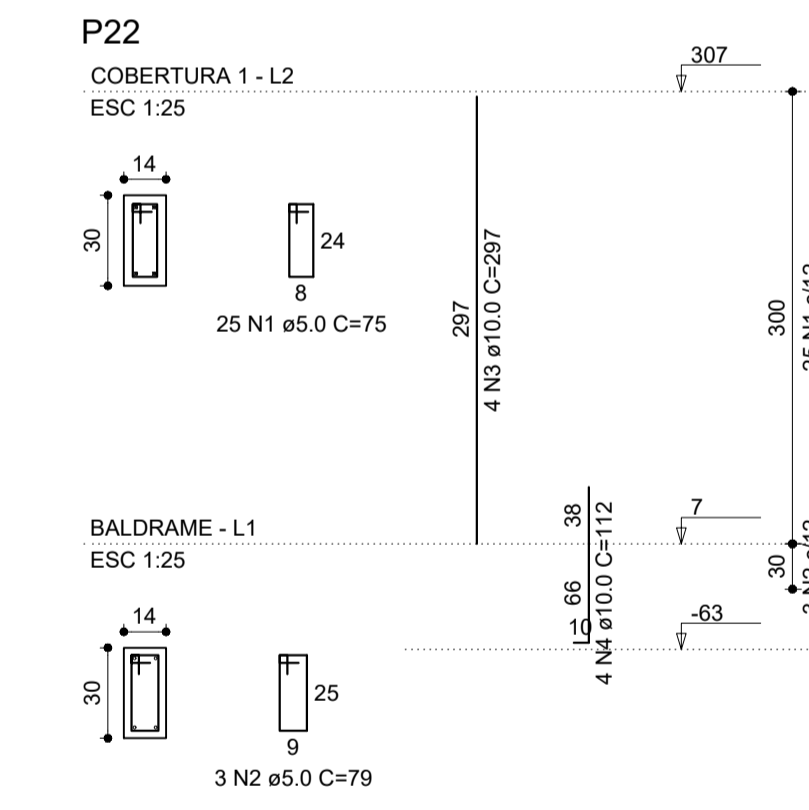 P22
COBERTURA 1 - L2
ESC 1:25
307
14
30
24
8
25 N1 ø5.0 C=75
297
4 N3 ø10.0 C=297
300
BALDRAME - L1
ESC 1:25
7
38
66
10
4 N4 ø10.0 C=112
30
-63
14
30
25
9
3 N2 ø5.0 C=79